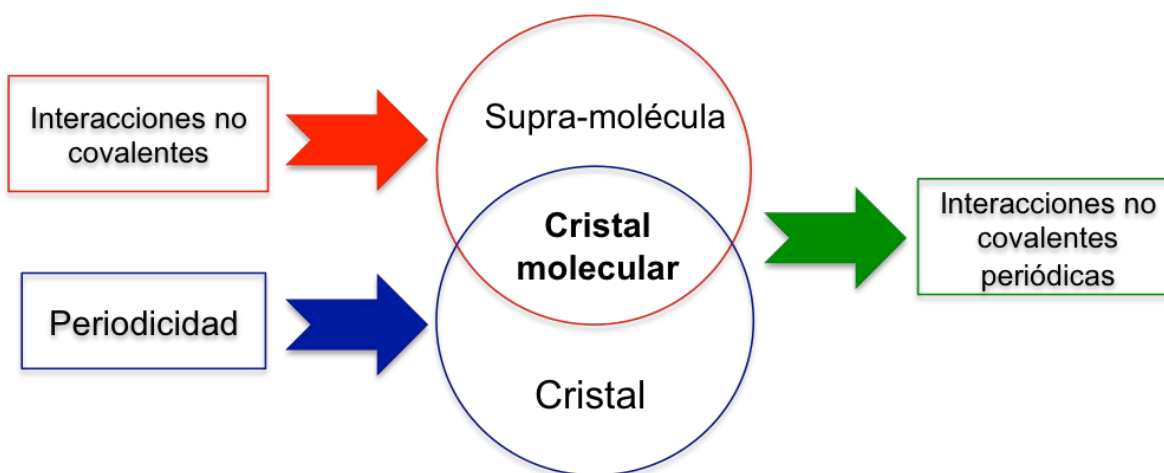 Interacciones no
covalentes
Supra-molécula
Cristal
molecular
Interacciones no
covalentes
periódicas
Periodicidad
Cristal